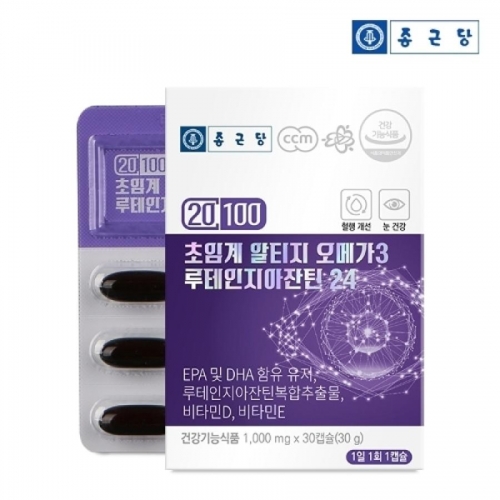 종근당
종근당
ccm
건강
기능식품
20 100
초임계
루테인지아
20 100
혈행 개선
눈 건강
초임계 알티지 오메가3
루테인지아잔틴 24
EPA 및 DHA 함유 유지,
루테인지아잔틴복합추출물,
비타민D, 비타민E
건강기능식품 1,000 mg x 30캡슐(30 g)
1일 1회 1캡슐